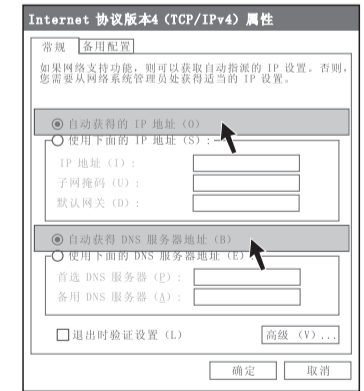 Internet 协议版本4（TCP/IPv4）属性
常规 备用配置
如果网络支持功能，则可以获取自动指派的 IP 设置。否则，
您需要从网络系统管理员处获得适当的 IP 设置。
自动获得的 IP 地址（O）
使用下面的 IP 地址（S）:
IP 地址（I）:
子网掩码（U）:
默认网关（D）:
自动获得 DNS 服务器地址（B）
使用下面的 DNS 服务器地址（E）:
首选 DNS 服务器（P）:
备用 DNS 服务器（A）:
退出时验证设置（L） 高级 （V）...
确定 取消